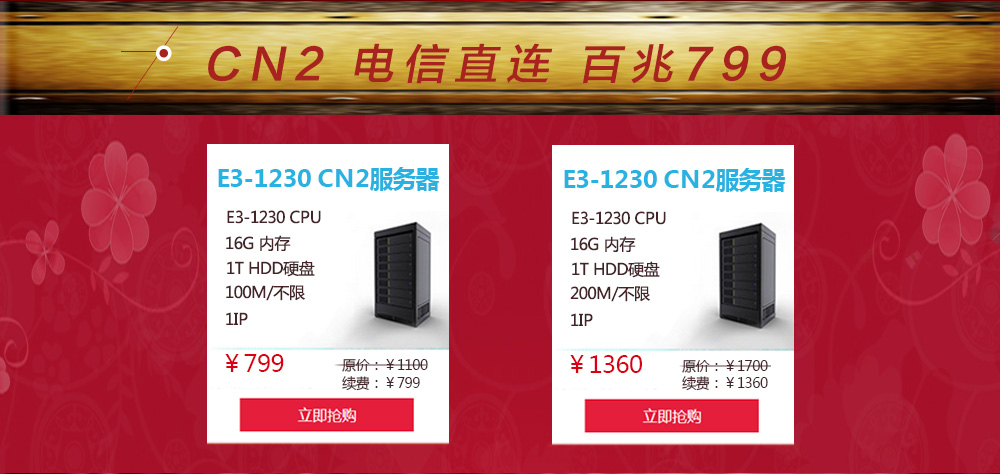 CN2 电信直连 百兆799
E3-1230 CN2服务器
E3-1230 CPU
16G 内存
1T HDD硬盘
100M/不限
1IP
￥799
原价：￥1100
续费：￥799
立即抢购
E3-1230 CN2服务器
E3-1230 CPU
16G 内存
1T HDD硬盘
200M/不限
1IP
￥1360
原价：￥1700
续费：￥1360
立即抢购